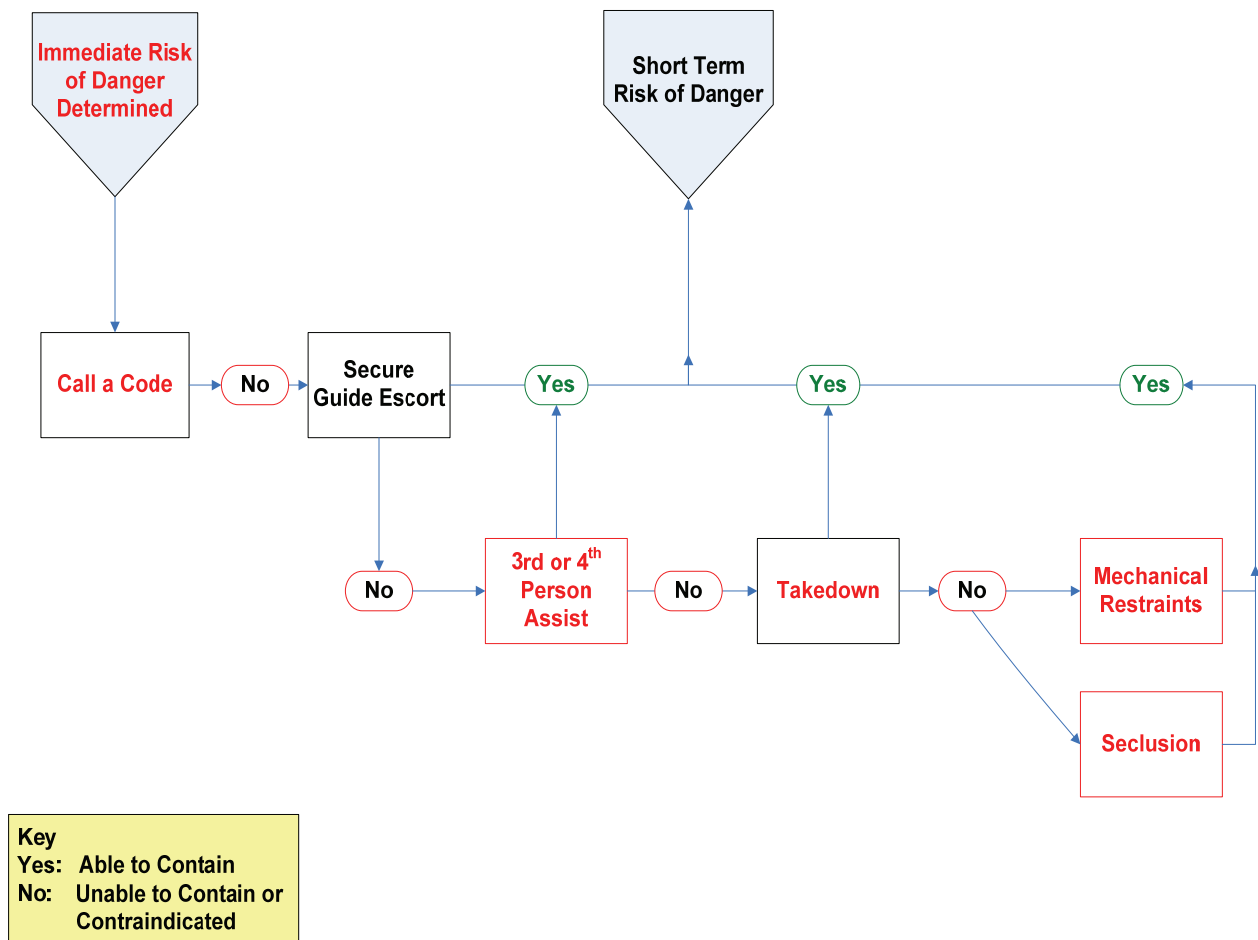 Immediate Risk
of Danger
Determined
Short Term
Risk of Danger
Call a Code
No
Secure
Guide Escort
Yes
Yes
Yes
No
3rd or 4th
Person
Assist
No
Takedown
No
Mechanical
Restraints
Seclusion
Key
Yes: Able to Contain
No: Unable to Contain or
Contraindicated